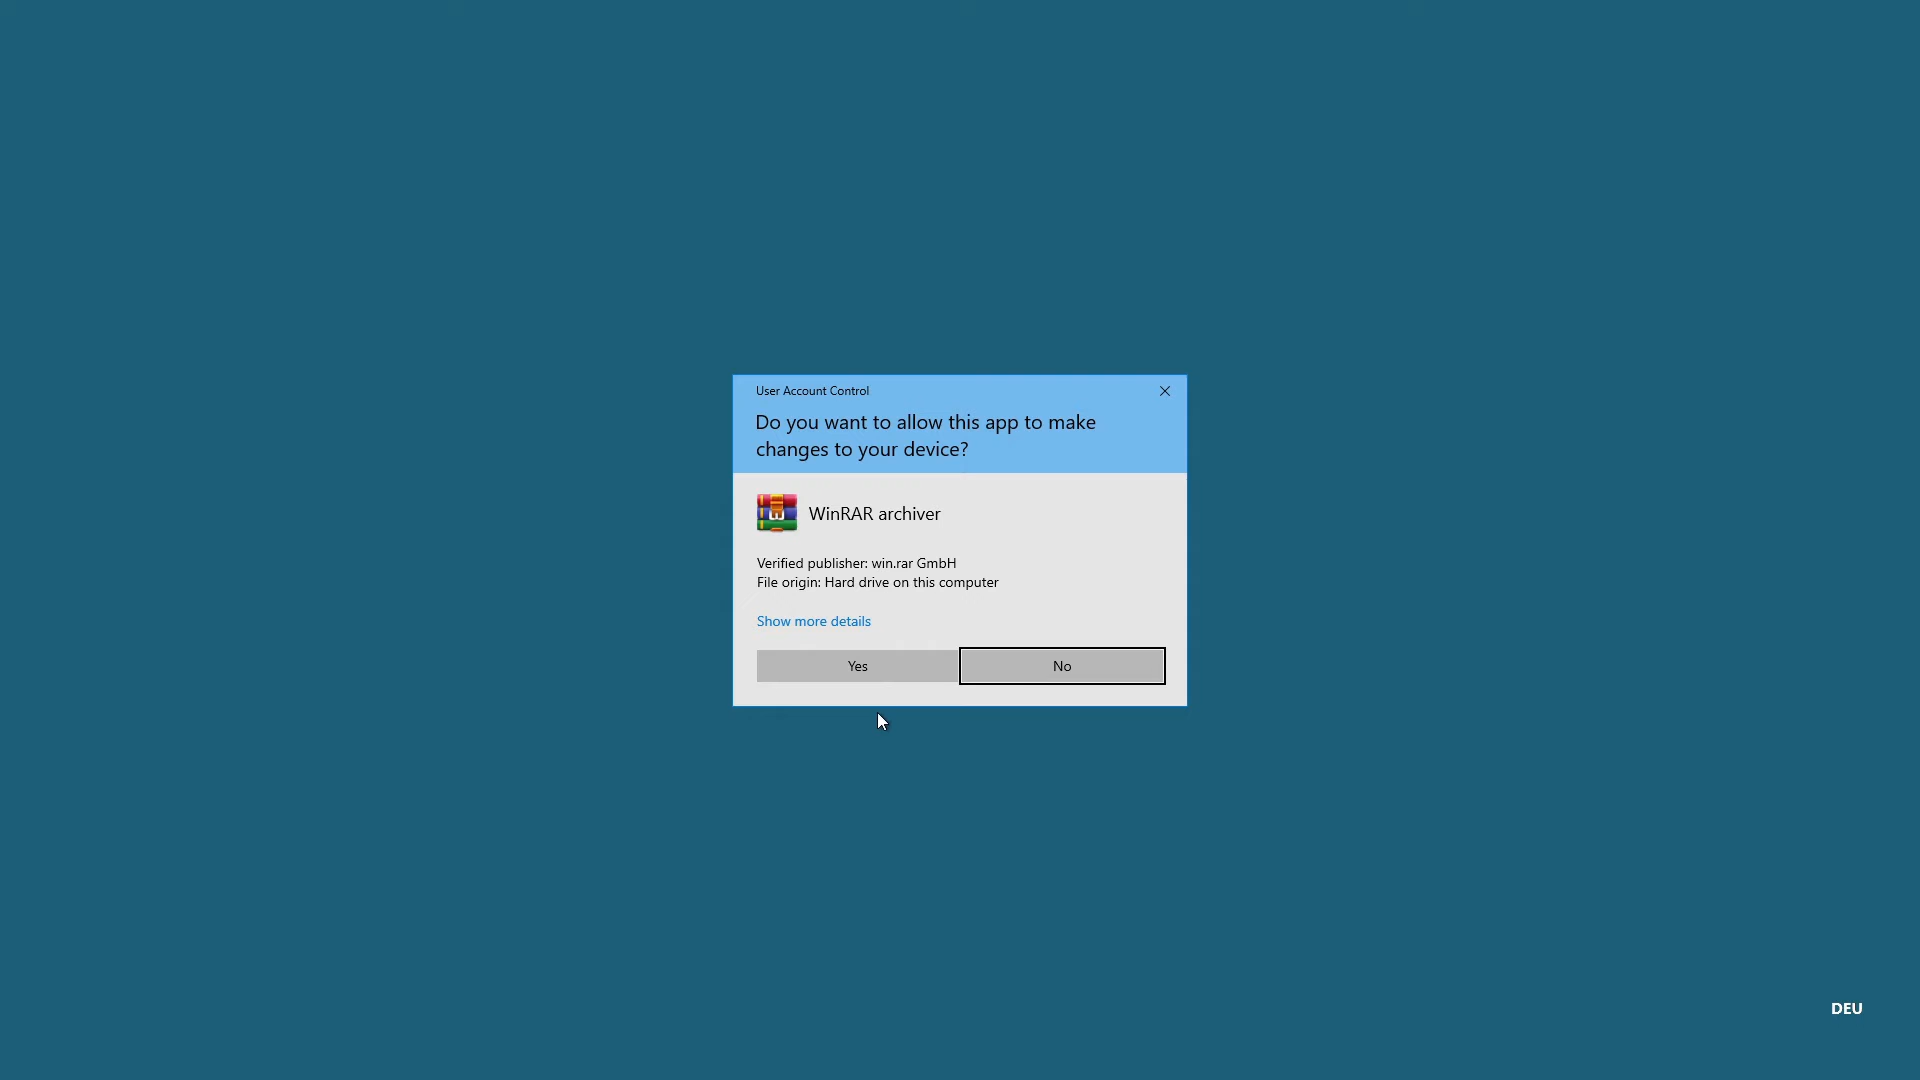 User Account Control
Do you want to allow this app to make
changes to your device?
WinRAR archiver
Verified publisher: win.rar GmbH
File origin: Hard drive on this computer
Show more details
Yes
No
DEU